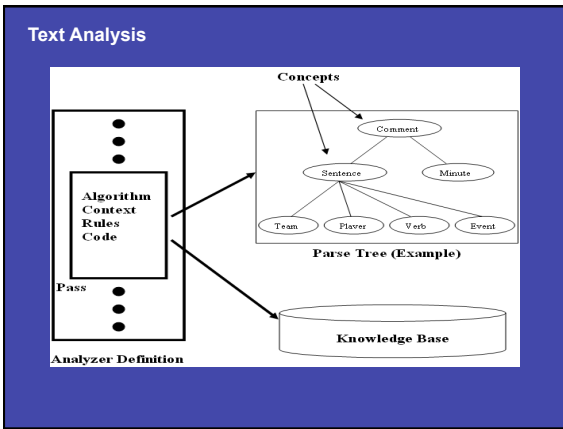 Text Analysis
Concepts
Comment
Sentence
Minute
Team
Player
Verb
Event
Parse Tree (Example)
Algorithm
Context
Rules
Code
Pass
Analyzer Definition
Knowledge Base